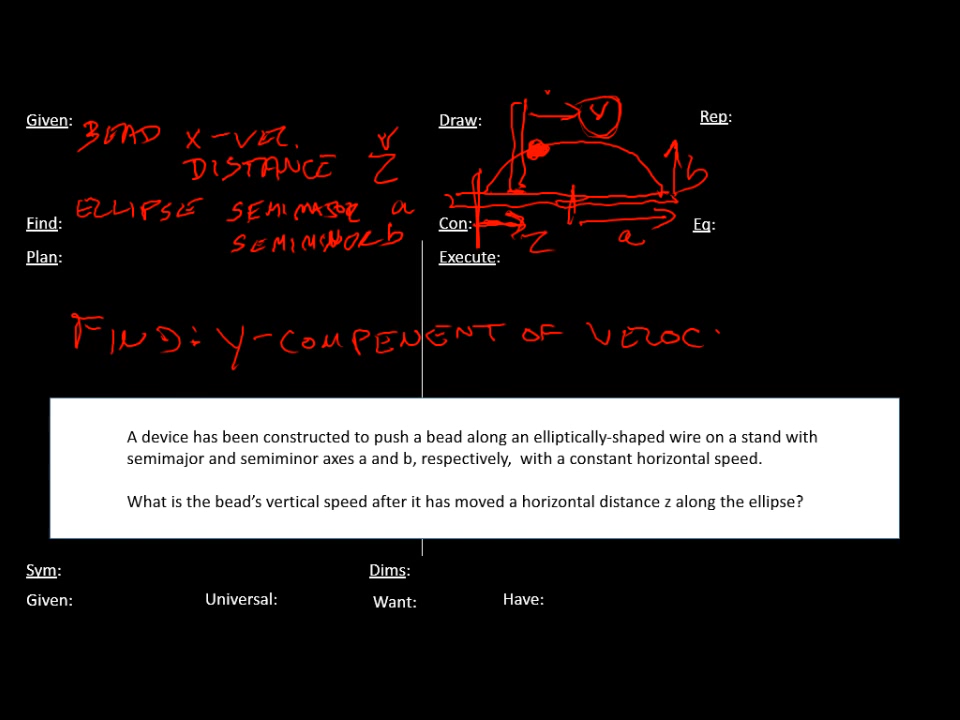 Given: BEAD X-VEL. v
DISTANCE Z
Draw: v
Rep:
b
Find: ELLIPSE SEMIMAJOR a
SEMIMINOR b
Con: Z a
Eq:
Plan:
Execute:
FIND: Y-COMPENENT OF VELOC
A device has been constructed to push a bead along an elliptically-shaped wire on a stand with
semimajor and semiminor axes a and b, respectively, with a constant horizontal speed.
What is the bead's vertical speed after it has moved a horizontal distance z along the ellipse?
Sym:
Dims:
Given:
Universal:
Want:
Have: